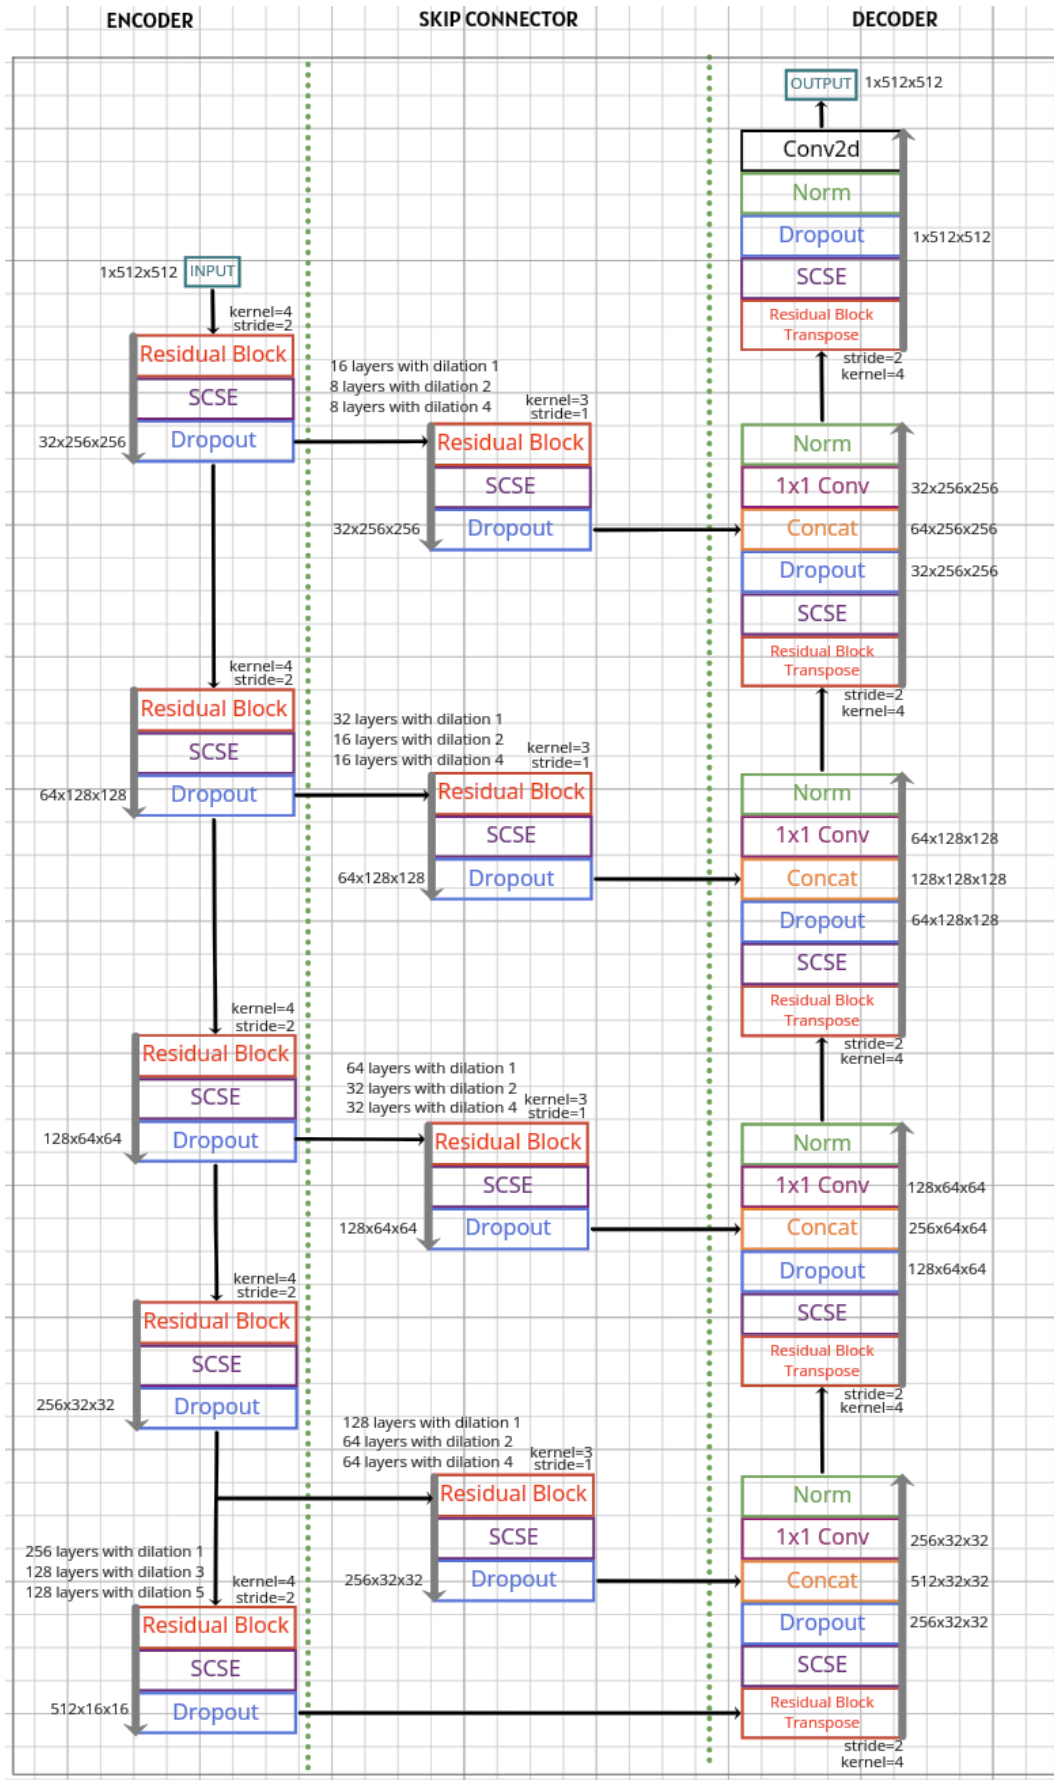 ENCODER
SKIP CONNECTOR
DECODER
OUTPUT
1x512x512
Conv2d
Norm
Dropout
1x512x512
SCSE
Residual Block
Transpose
stride=2
kernel=4
1x512x512
INPUT
kernel=4
stride=2
Residual Block
SCSE
Dropout
32x256x256
16 layers with dilation 1
8 layers with dilation 2
8 layers with dilation 4
kernel=3
stride=1
Residual Block
SCSE
Dropout
32x256x256
Norm
1x1 Conv
32x256x256
Concat
64x256x256
Dropout
32x256x256
SCSE
Residual Block
Transpose
stride=2
kernel=4
kernel=4
stride=2
Residual Block
SCSE
Dropout
64x128x128
32 layers with dilation 1
16 layers with dilation 2
16 layers with dilation 4
kernel=3
stride=1
Residual Block
SCSE
Dropout
64x128x128
Norm
1x1 Conv
64x128x128
Concat
128x128x128
Dropout
64x128x128
SCSE
Residual Block
Transpose
stride=2
kernel=4
kernel=4
stride=2
Residual Block
SCSE
Dropout
128x64x64
64 layers with dilation 1
32 layers with dilation 2
32 layers with dilation 4
kernel=3
stride=1
Residual Block
SCSE
Dropout
128x64x64
Norm
1x1 Conv
128x64x64
Concat
256x64x64
Dropout
128x64x64
SCSE
Residual Block
Transpose
stride=2
kernel=4
kernel=4
stride=2
Residual Block
SCSE
Dropout
256x32x32
128 layers with dilation 1
64 layers with dilation 2
64 layers with dilation 4
kernel=3
stride=1
Residual Block
SCSE
Dropout
256x32x32
Norm
1x1 Conv
256x32x32
Concat
512x32x32
Dropout
256x32x32
SCSE
Residual Block
Transpose
stride=2
kernel=4
256 layers with dilation 1
128 layers with dilation 3
128 layers with dilation 5
kernel=4
stride=2
Residual Block
SCSE
Dropout
512x16x16